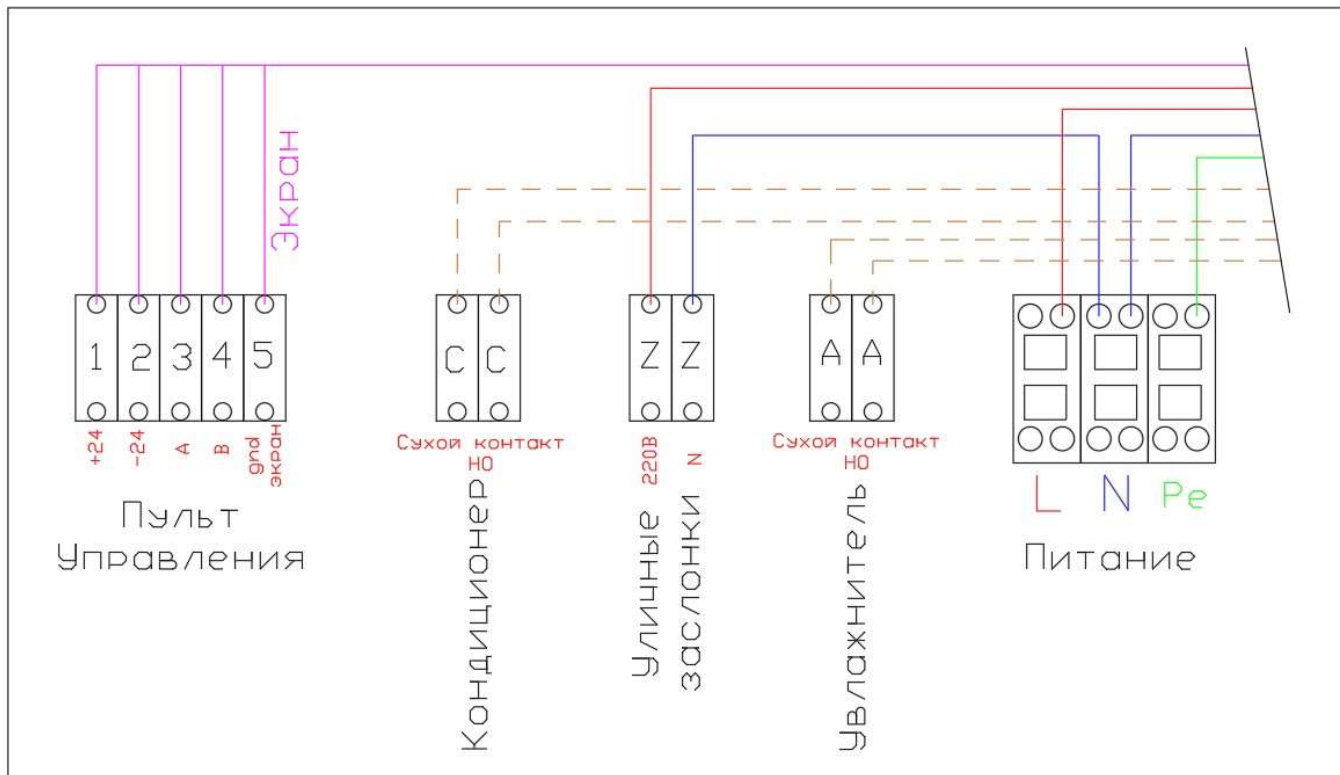 Экран
1 2 3 4 5
+24
-24
A
B
gnd
экран
Пульт
Управления
C C
Сухой контакт
НО
Кондиционер
Z Z
220В
N
Уличные
заслонки
A A
Сухой контакт
НО
Увлажнитель
L N Pe
Питание